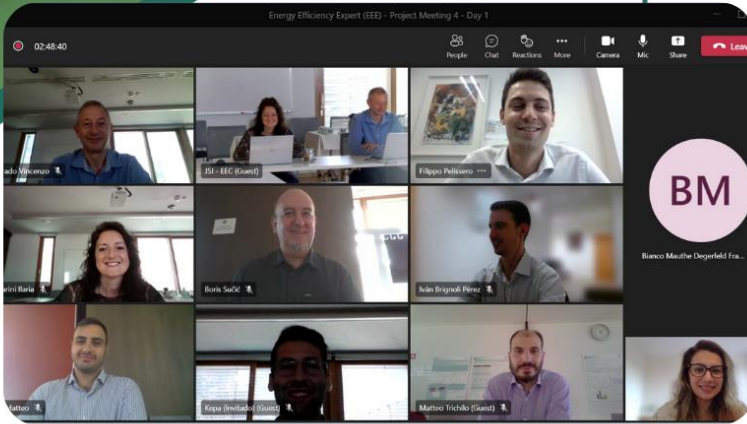 Energy Efficiency Expert (EEE) - Project Meeting 4 - Day 1
02:48:40
People Chat Reactions More Camera Mic Share Leav
ado Vincenzo
JSI - EEC (Guest)
Filippo Pelissero
BM
Bianco Mauthe Degerfeld Fra...
arini Ilaria
Boris Sučić
Iván Brignoli Pérez
Matteo
Kepa (Invitado) (Guest)
Matteo Trichilo (Guest)